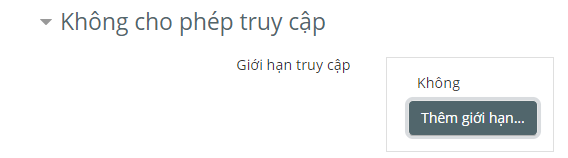 Không cho phép truy cập
Giới hạn truy cập
Không
Thêm giới hạn...